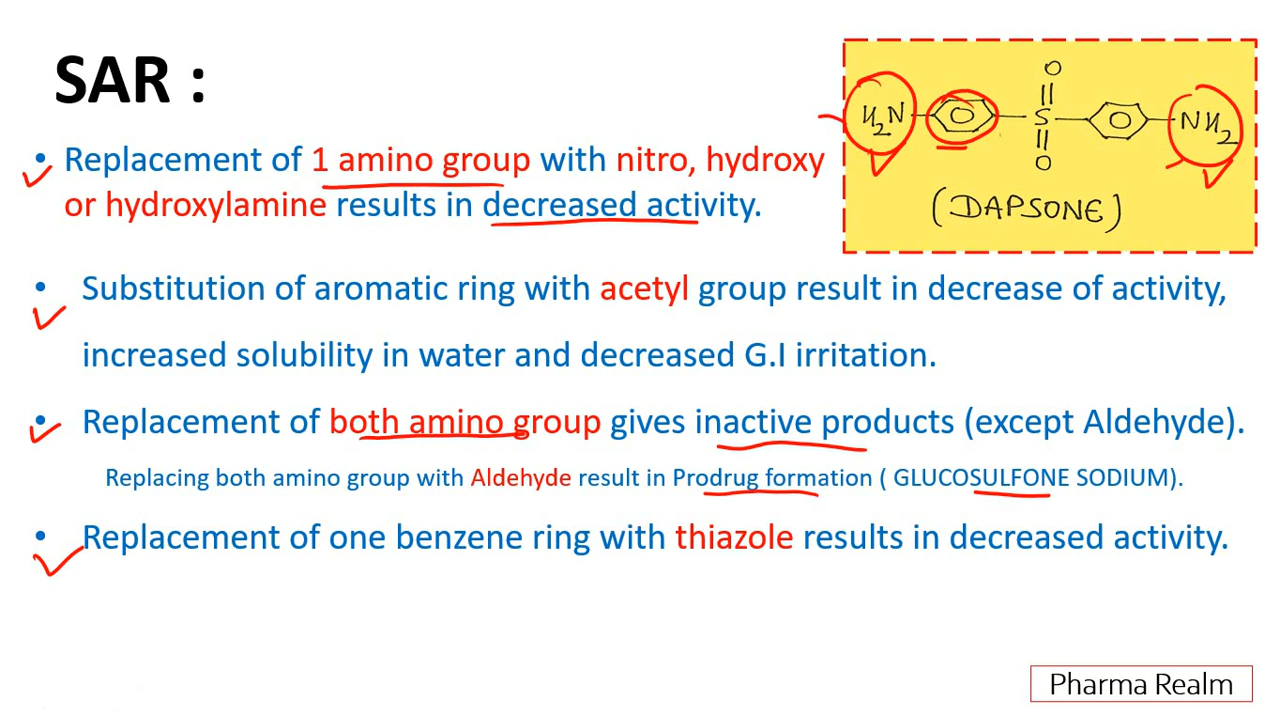 SAR :
• Replacement of 1 amino group with nitro, hydroxy
or hydroxylamine results in decreased activity.
O
H₂N
S
NH₂
O
(DAPSONE)
• Substitution of aromatic ring with acetyl group result in decrease of activity,
increased solubility in water and decreased G.I irritation.
• Replacement of both amino group gives inactive products (except Aldehyde).
Replacing both amino group with Aldehyde result in Prodrug formation ( GLUCOSULFONE SODIUM).
• Replacement of one benzene ring with thiazole results in decreased activity.
Pharma Realm